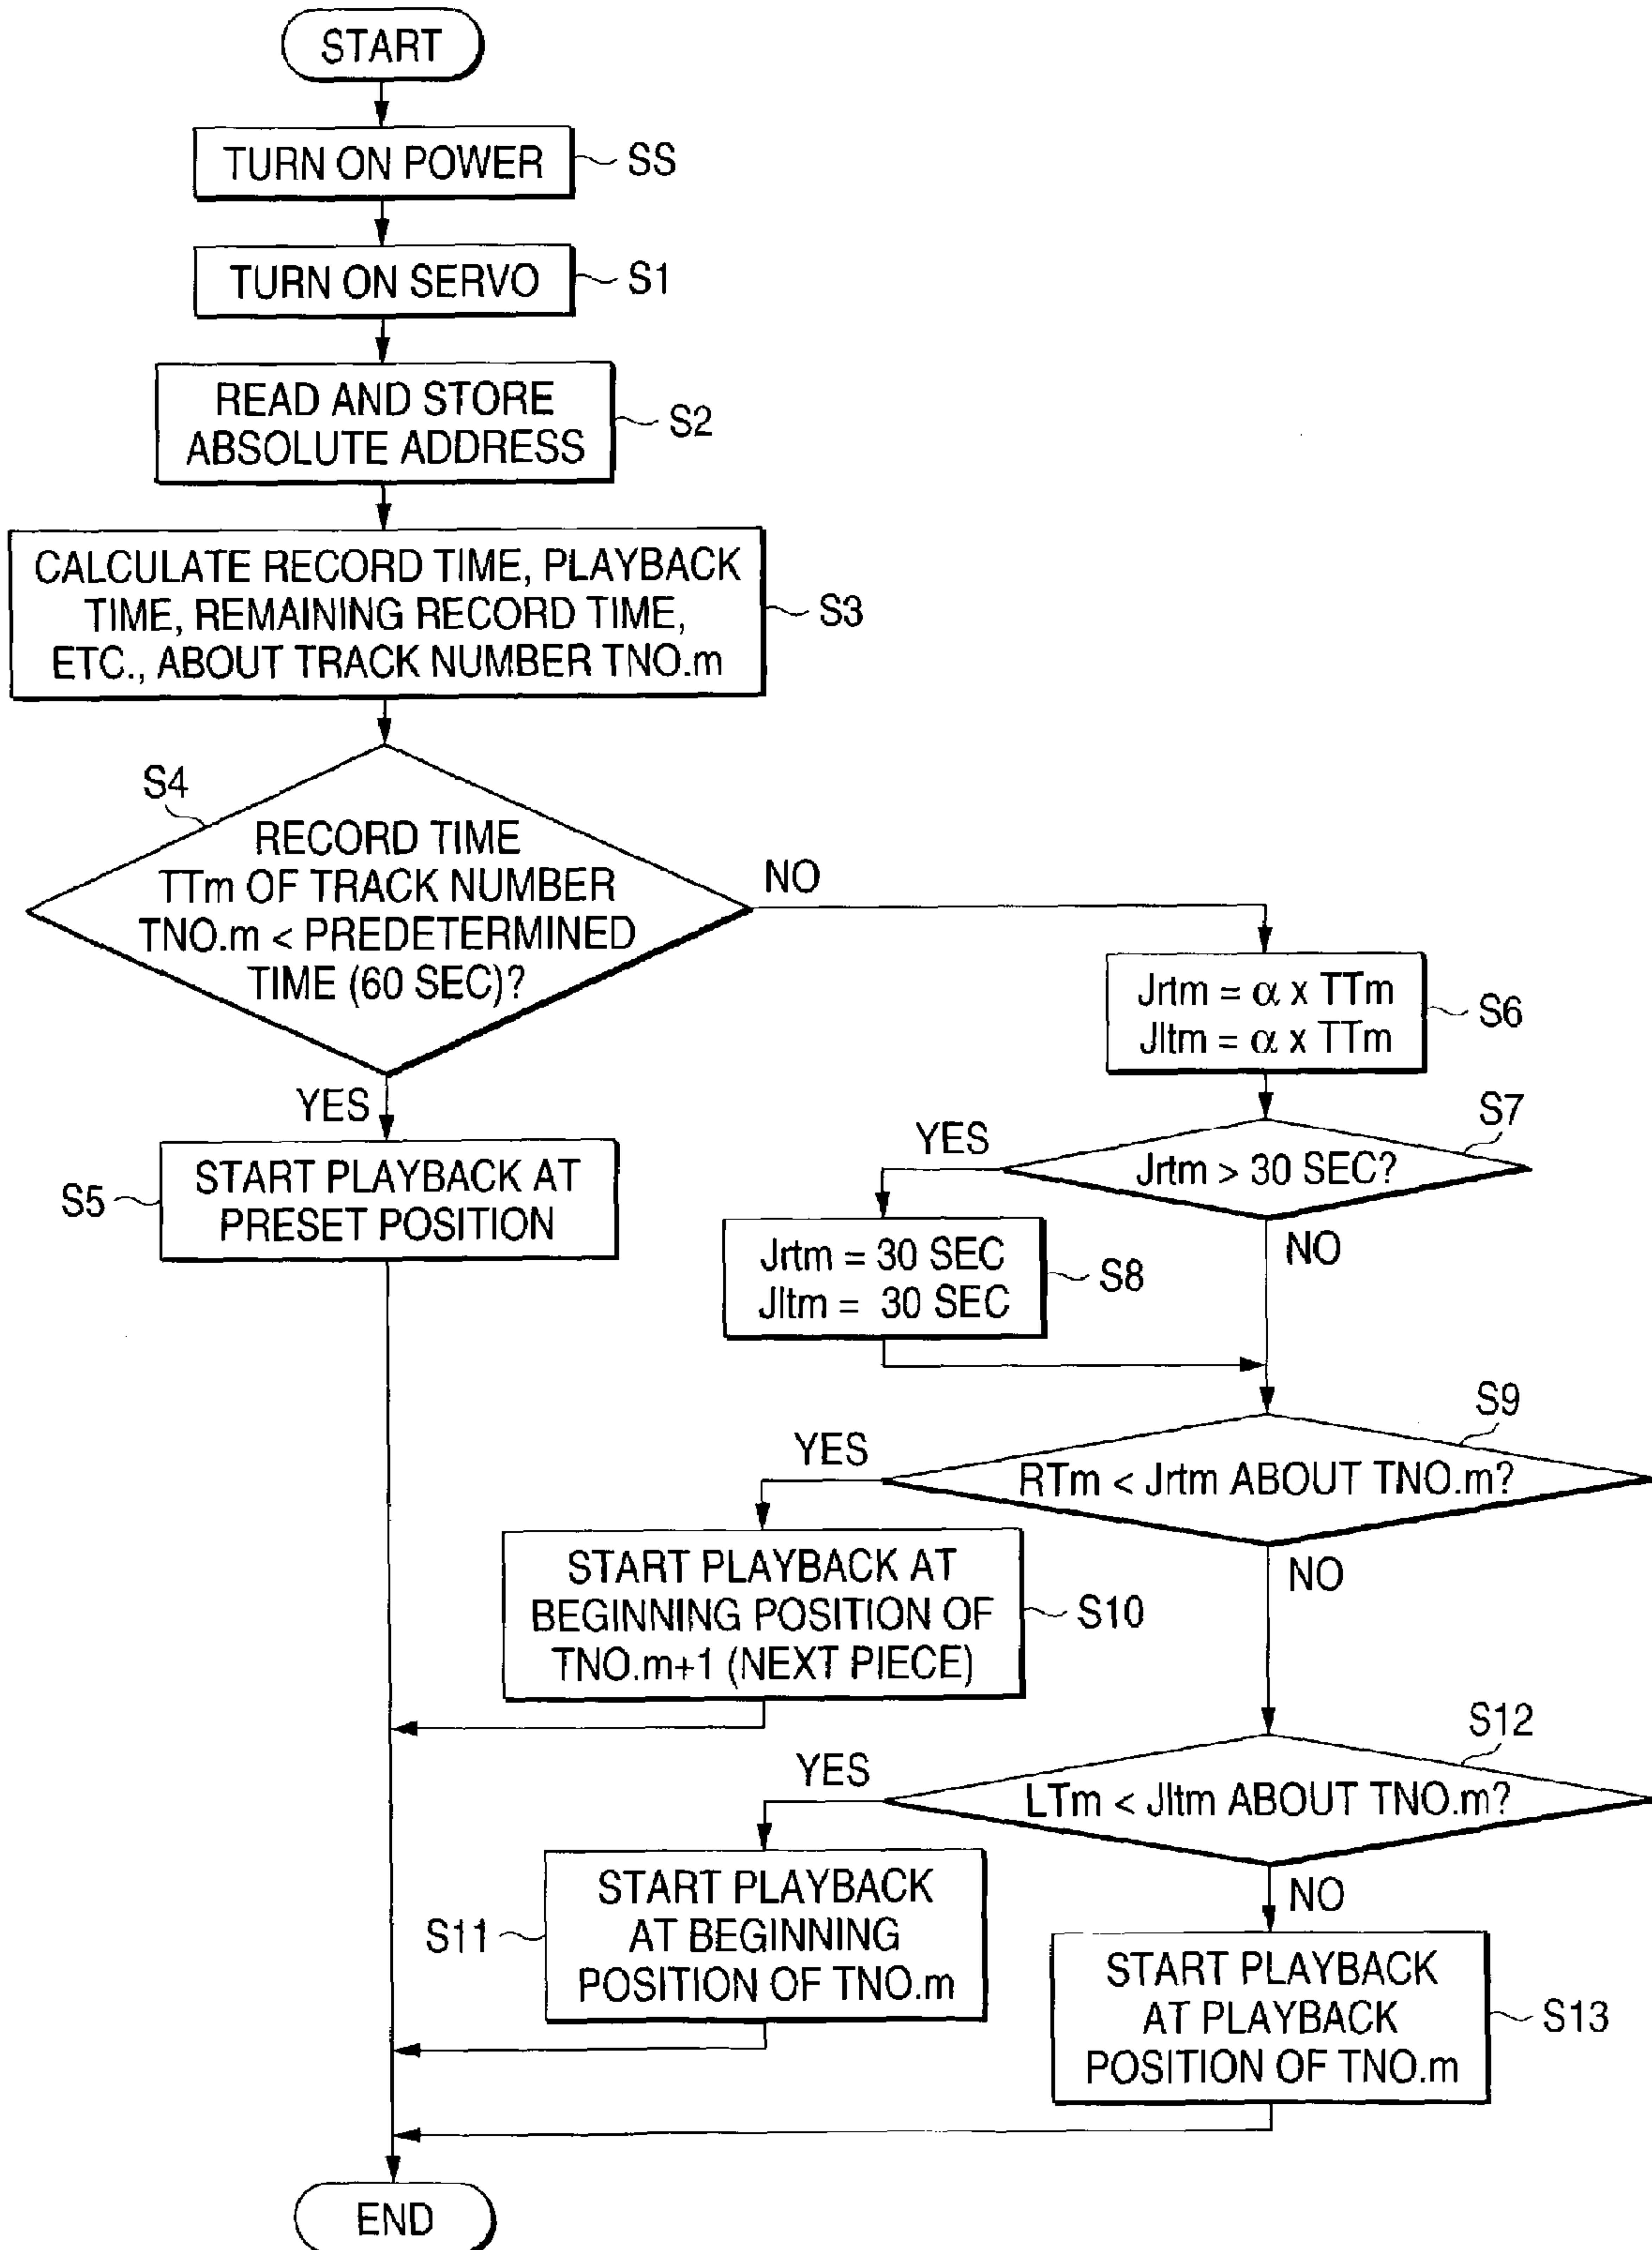 START
TURN ON POWER
SS
TURN ON SERVO
S1
READ AND STORE
ABSOLUTE ADDRESS
S2
CALCULATE RECORD TIME, PLAYBACK
TIME, REMAINING RECORD TIME,
ETC., ABOUT TRACK NUMBER TNO.m
S3
S4
RECORD TIME
TTm OF TRACK NUMBER
TNO.m < PREDETERMINED
TIME (60 SEC)?
NO
YES
S5
START PLAYBACK AT
PRESET POSITION
Jrtm = α x TTm
Jltm = α x TTm
S6
S7
Jrtm > 30 SEC?
YES
NO
Jrtm = 30 SEC
Jltm = 30 SEC
S8
S9
RTm < Jrtm ABOUT TNO.m?
YES
NO
START PLAYBACK AT
BEGINNING POSITION OF
TNO.m+1 (NEXT PIECE)
S10
S12
LTm < Jltm ABOUT TNO.m?
YES
NO
S11
START PLAYBACK
AT BEGINNING
POSITION OF TNO.m
START PLAYBACK
AT PLAYBACK
POSITION OF TNO.m
S13
END